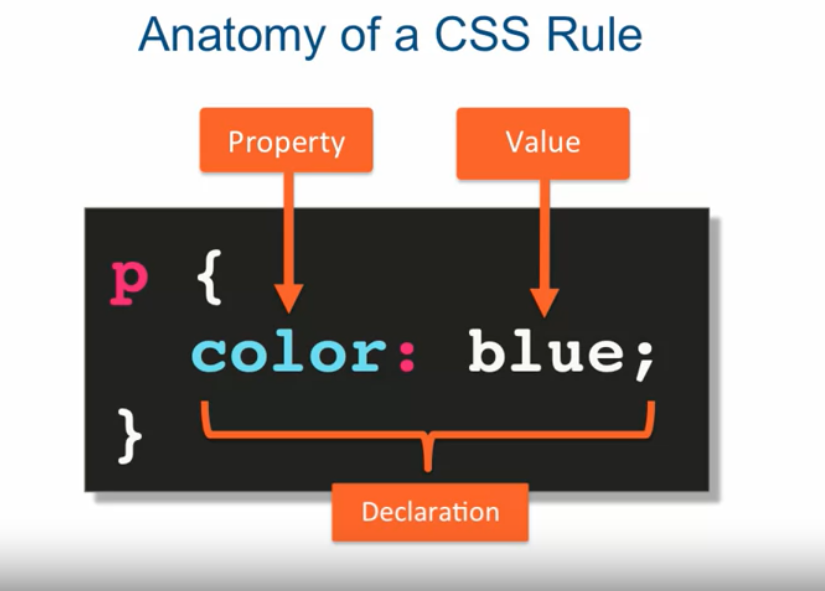 Anatomy of a CSS Rule
Property Value
p {
color: blue;
}
Declaration